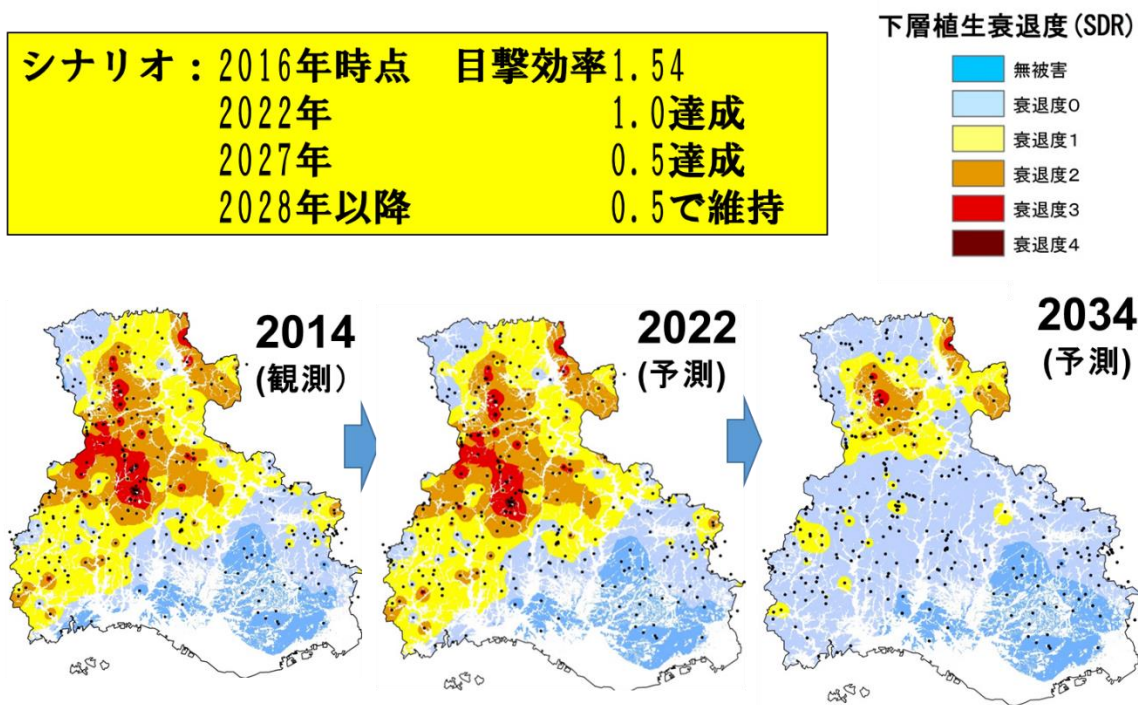 シナリオ：2016年時点 目撃効率1.54
2022年 1.0達成
2027年 0.5達成
2028年以降 0.5で維持
下層植生衰退度(SDR)
無被害
衰退度0
衰退度1
衰退度2
衰退度3
衰退度4
2014
(観測)
2022
(予測)
2034
(予測)